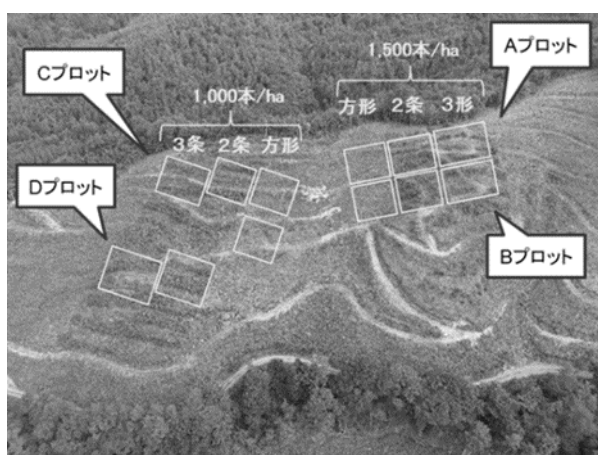 Aプロット
1,500本/ha
Cプロット
1,000本/ha
方形 2条 3形
3条 2条 方形
Dプロット
Bプロット